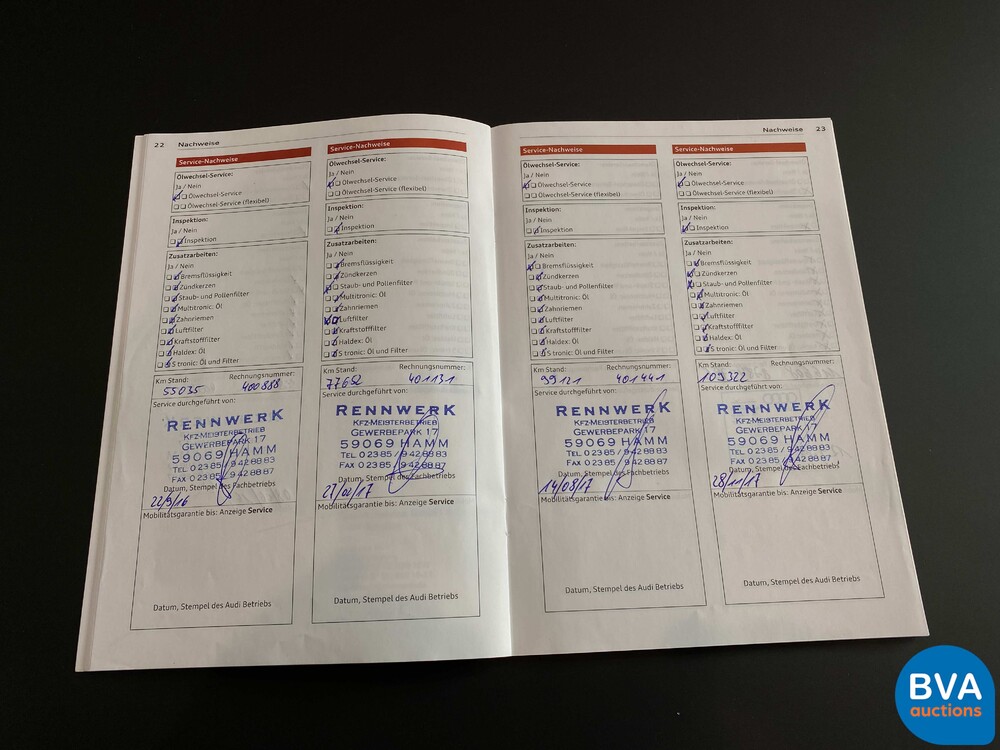 22 Nachweise
Service-Nachweise
Ölwechsel-Service:
Ja / Nein
Ölwechsel-Service
Ölwechsel-Service (flexibel)
Inspektion:
Ja / Nein
Inspektion
Zusatzarbeiten:
Ja / Nein
Bremsflüssigkeit
Zündkerzen
Staub- und Pollenfilter
Multitronic: Öl
Zahnriemen
Luftfilter
Kraftstofffilter
Haldex: Öl
S tronic: Öl und Filter
Km Stand: Rechnungsnummer:
55035 400888
Service durchgeführt von:
RENNWERK
KFZ-MEISTERBETRIEB
GEWERBEPARK 17
59069 HAMM
TEL 0 23 85 / 9 42 88 83
FAX 0 23 85 / 9 42 88 87
Datum, Stempel des Fachbetriebs
22/9/16
Mobilitätsgarantie bis: Anzeige Service
Datum, Stempel des Audi Betriebs
Service-Nachweise
Ölwechsel-Service:
Ja / Nein
Ölwechsel-Service
Ölwechsel-Service (flexibel)
Inspektion:
Ja / Nein
Inspektion
Zusatzarbeiten:
Ja / Nein
Bremsflüssigkeit
Zündkerzen
Staub- und Pollenfilter
Multitronic: Öl
Zahnriemen
Luftfilter
Kraftstofffilter
Haldex: Öl
S tronic: Öl und Filter
Km Stand: Rechnungsnummer:
77652 401131
Service durchgeführt von:
RENNWERK
KFZ-MEISTERBETRIEB
GEWERBEPARK 17
59069 HAMM
TEL 0 23 85 / 9 42 88 83
FAX 0 23 85 / 9 42 88 87
Datum, Stempel des Fachbetriebs
27/02/17
Mobilitätsgarantie bis: Anzeige Service
Datum, Stempel des Audi Betriebs
Nachweise 23
Service-Nachweise
Ölwechsel-Service:
Ja / Nein
Ölwechsel-Service
Ölwechsel-Service (flexibel)
Inspektion:
Ja / Nein
Inspektion
Zusatzarbeiten:
Ja / Nein
Bremsflüssigkeit
Zündkerzen
Staub- und Pollenfilter
Multitronic: Öl
Zahnriemen
Luftfilter
Kraftstofffilter
Haldex: Öl
S tronic: Öl und Filter
Km Stand: Rechnungsnummer:
99121 401441
Service durchgeführt von:
RENNWERK
KFZ-MEISTERBETRIEB
GEWERBEPARK 17
59069 HAMM
TEL 0 23 85 / 9 42 88 83
FAX 0 23 85 / 9 42 88 87
Datum, Stempel des Fachbetriebs
14/08/17
Mobilitätsgarantie bis: Anzeige Service
Datum, Stempel des Audi Betriebs
Service-Nachweise
Ölwechsel-Service:
Ja / Nein
Ölwechsel-Service
Ölwechsel-Service (flexibel)
Inspektion:
Ja / Nein
Inspektion
Zusatzarbeiten:
Ja / Nein
Bremsflüssigkeit
Zündkerzen
Staub- und Pollenfilter
Multitronic: Öl
Zahnriemen
Luftfilter
Kraftstofffilter
Haldex: Öl
S tronic: Öl und Filter
Km Stand: Rechnungsnummer:
109322
Service durchgeführt von:
RENNWERK
KFZ-MEISTERBETRIEB
GEWERBEPARK 17
59069 HAMM
TEL 0 23 85 / 9 42 88 83
FAX 0 23 85 / 9 42 88 87
Datum, Stempel des Fachbetriebs
28/11/17
Mobilitätsgarantie bis: Anzeige Service
Datum, Stempel des Audi Betriebs
BVA
auctions